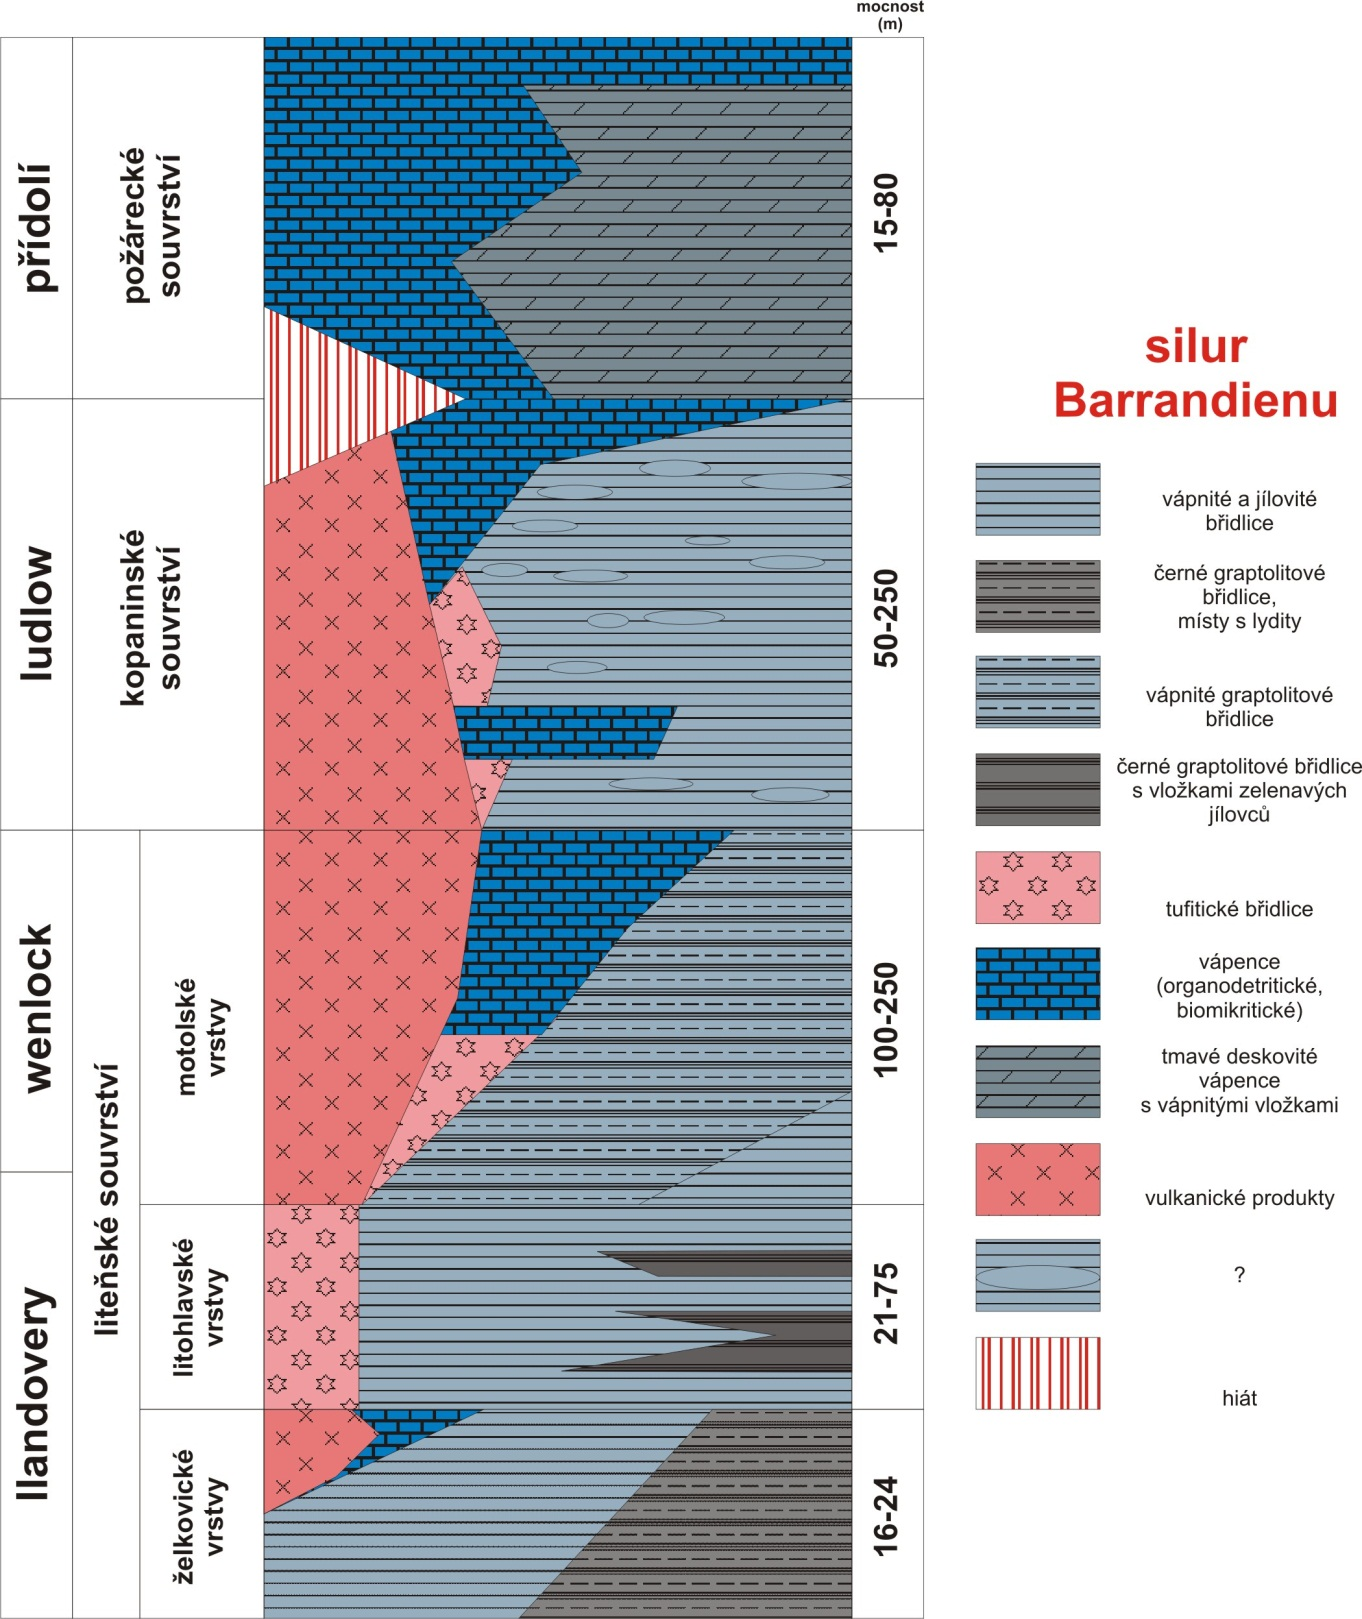 mocnost
(m)
přídolí
požárecké
souvrství
15-80
ludlow
kopaninské
souvrství
50-250
wenlock
liteňské souvrství
motolské
vrstvy
100-250
llandovery
litohlavské
vrstvy
21-75
želkovické
vrstvy
16-24
silur
Barrandienu
vápnité a jílovité
břidlice
černé graptolitové
břidlice,
místy s lydity
vápnité graptolitové
břidlice
černé graptolitové břidlice
s vložkami zelenavých
jílovců
tufitické břidlice
vápence
(organodetritické,
biomikritické)
tmavé deskovité
vápence
s vápnitými vložkami
vulkanické produkty
?
hiát